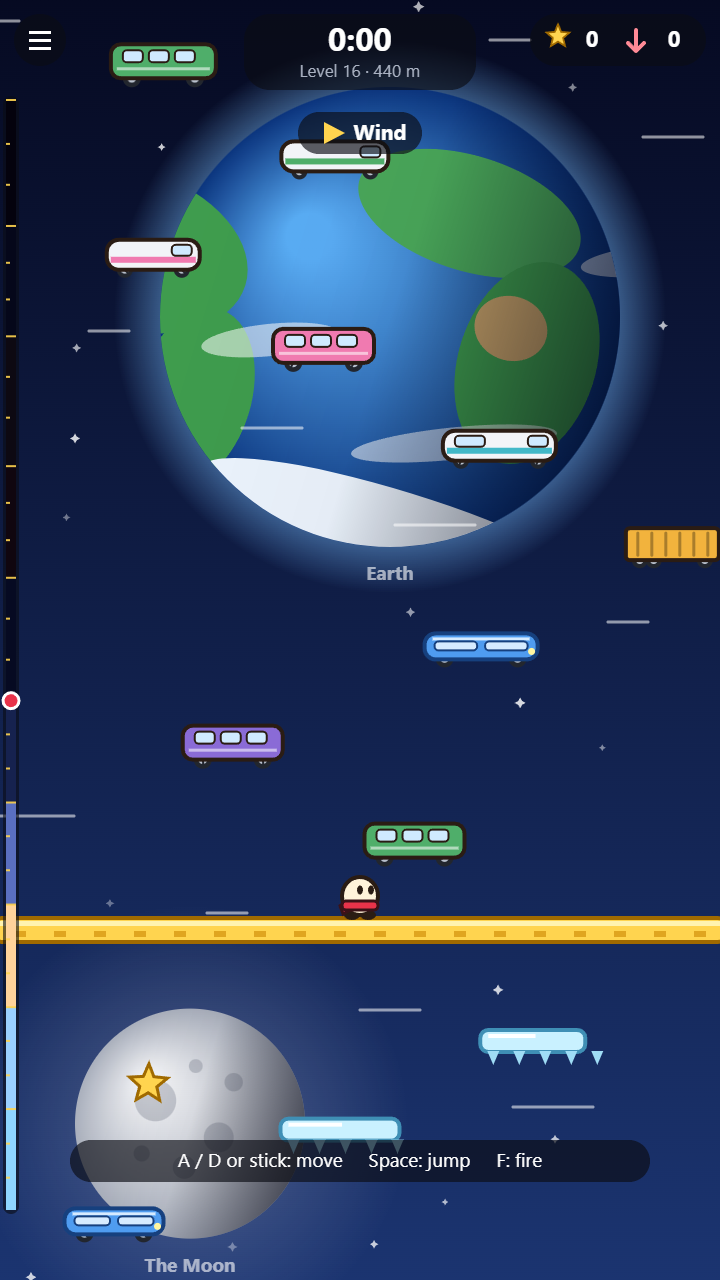 0:00
Level 16 · 440 m
0
0
Wind
Earth
A / D or stick: move Space: jump F: fire
The Moon